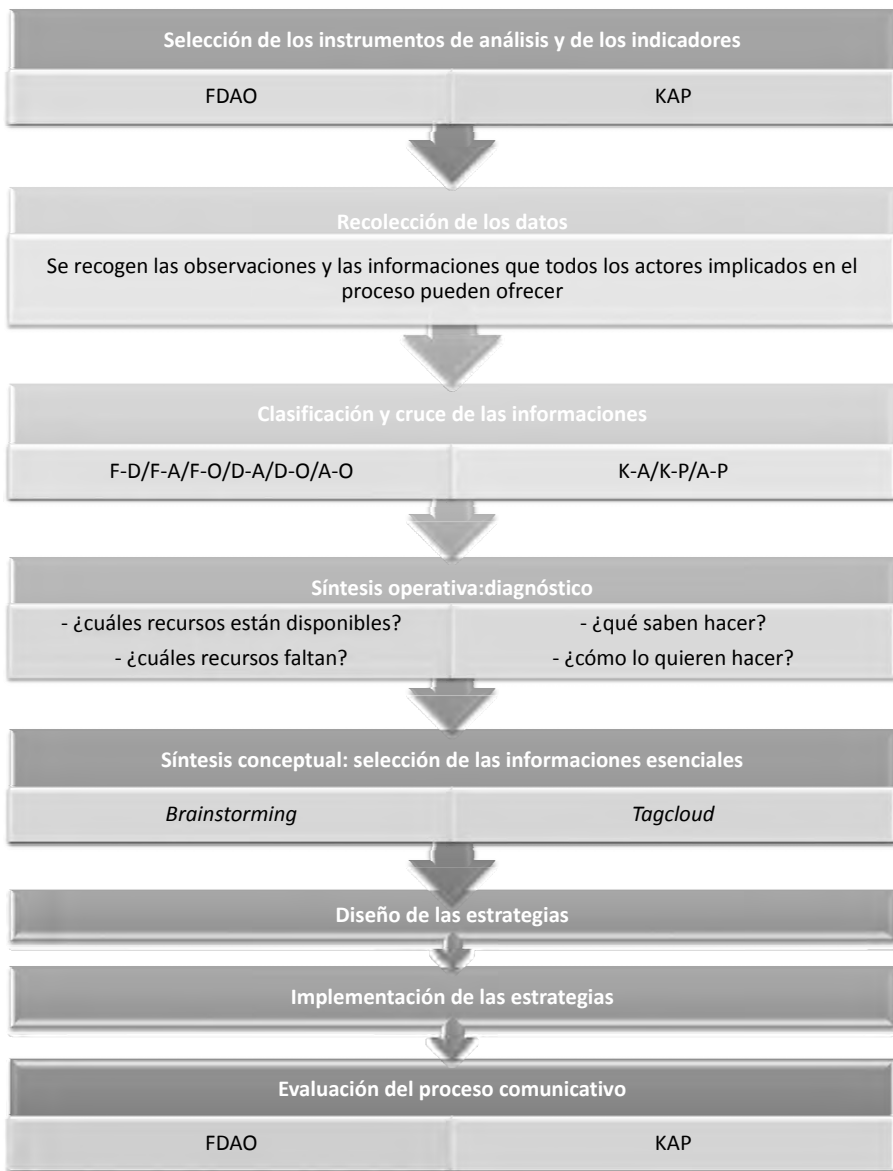 Selección de los instrumentos de análisis y de los indicadores
FDAO
KAP
Recolección de los datos
Se recogen las observaciones y las informaciones que todos los actores implicados en el
proceso pueden ofrecer
Clasificación y cruce de las informaciones
F-D/F-A/F-O/D-A/D-O/A-O
K-A/K-P/A-P
Síntesis operativa:diagnóstico
- ¿cuáles recursos están disponibles?
- ¿cuáles recursos faltan?
- ¿qué saben hacer?
- ¿cómo lo quieren hacer?
Síntesis conceptual: selección de las informaciones esenciales
Brainstorming
Tagcloud
Diseño de las estrategias
Implementación de las estrategias
Evaluación del proceso comunicativo
FDAO
KAP